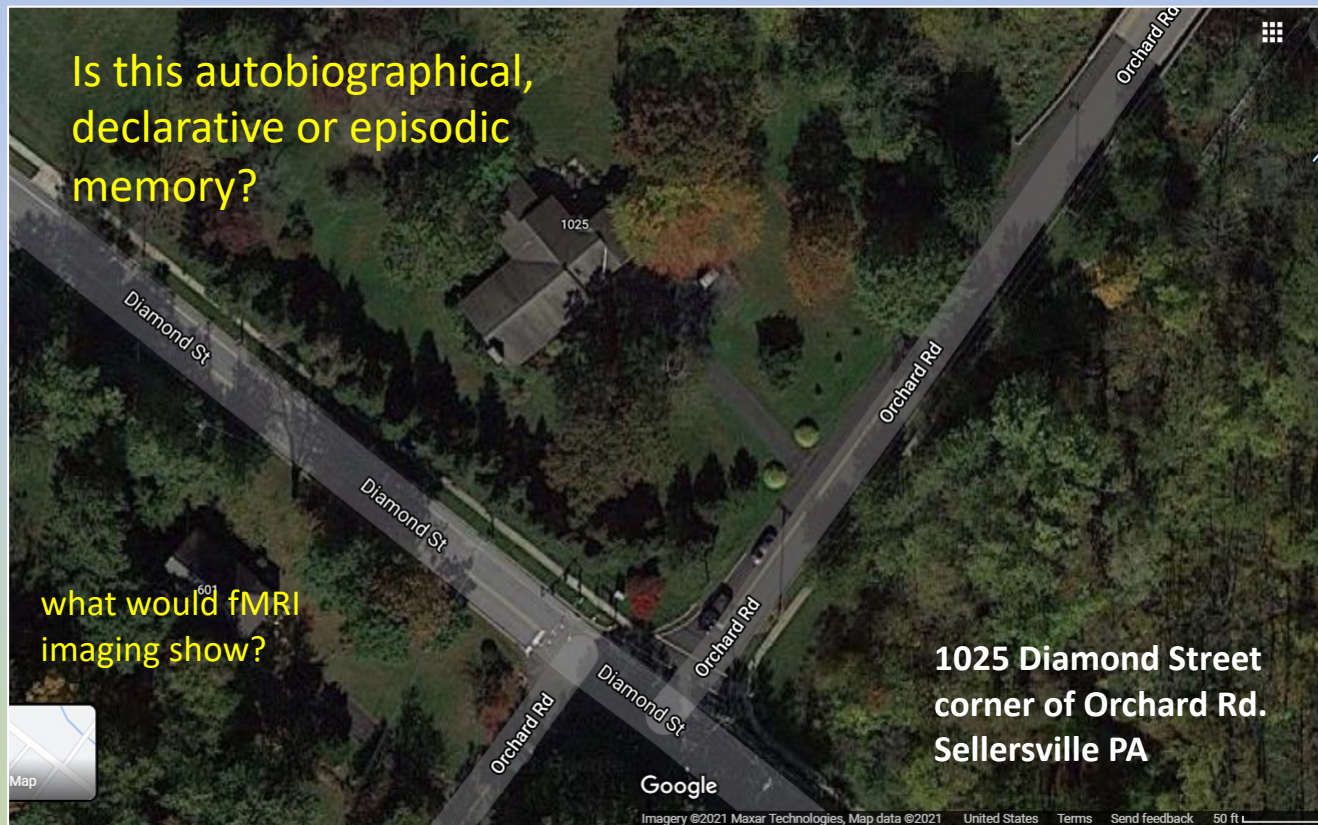 Is this autobiographical,
declarative or episodic
memory?
Orchard Rd
1025
Diamond St
Orchard Rd
Diamond St
601
what would fMRI
imaging show?
Orchard Rd
Diamond St
Orchard Rd
1025 Diamond Street
corner of Orchard Rd.
Sellersville PA
Map
Google
Imagery ©2021 Maxar Technologies, Map data ©2021 United States Terms Send feedback 50 ft